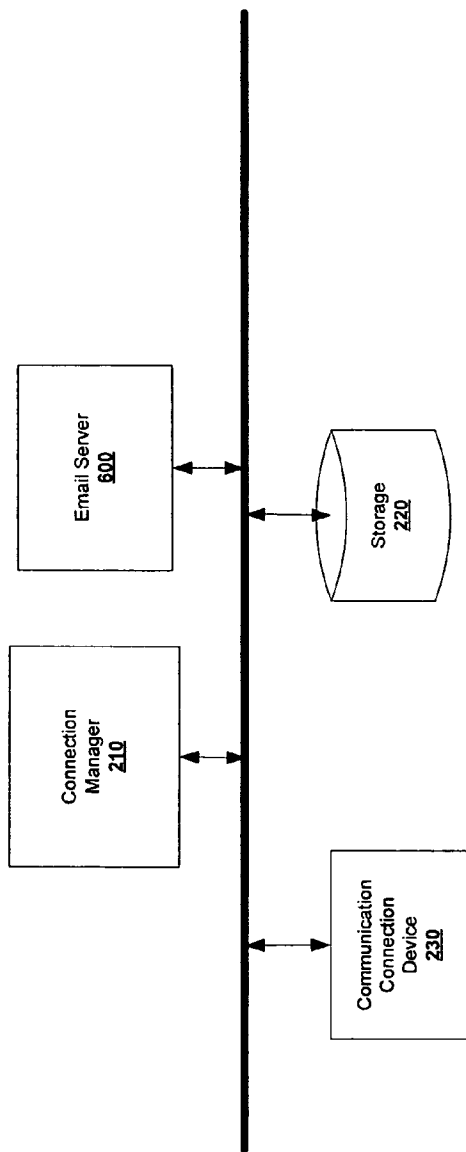 Connection
Manager
210
Email Server
600
Communication
Connection
Device
230
Storage
220